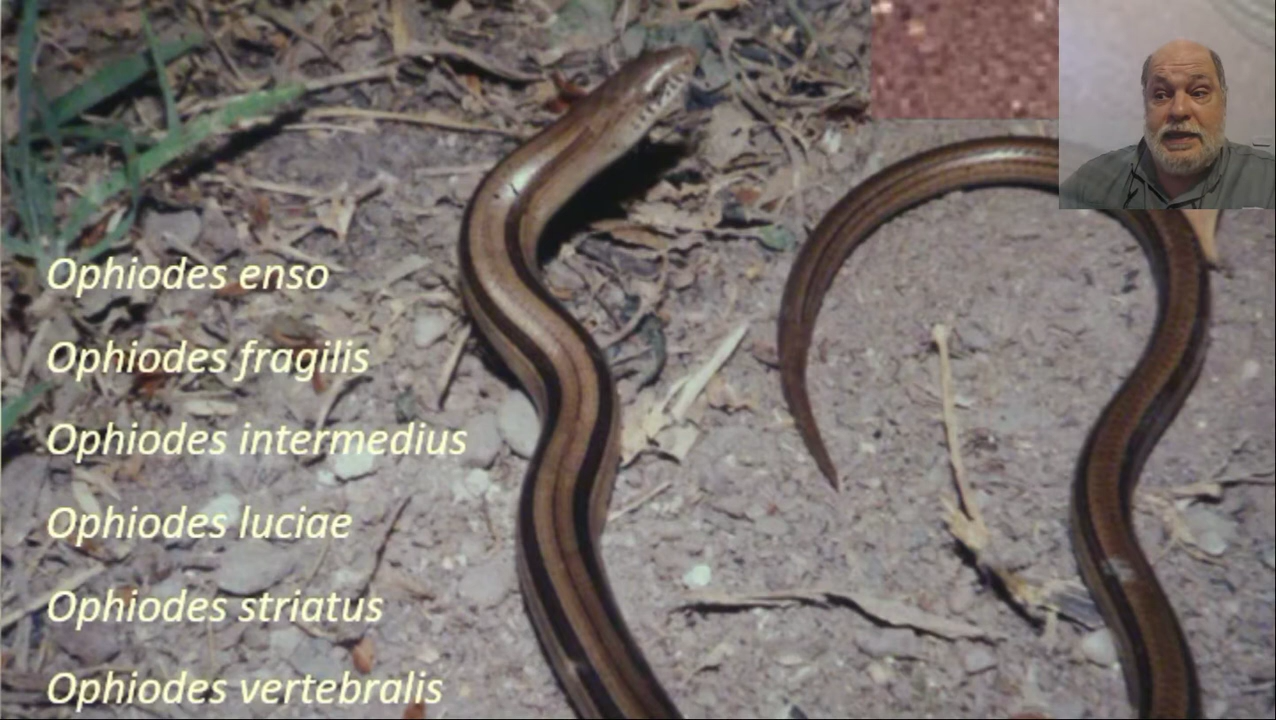 Ophiodes enso
Ophiodes fragilis
Ophiodes intermedius
Ophiodes luciae
Ophiodes striatus
Ophiodes vertebralis